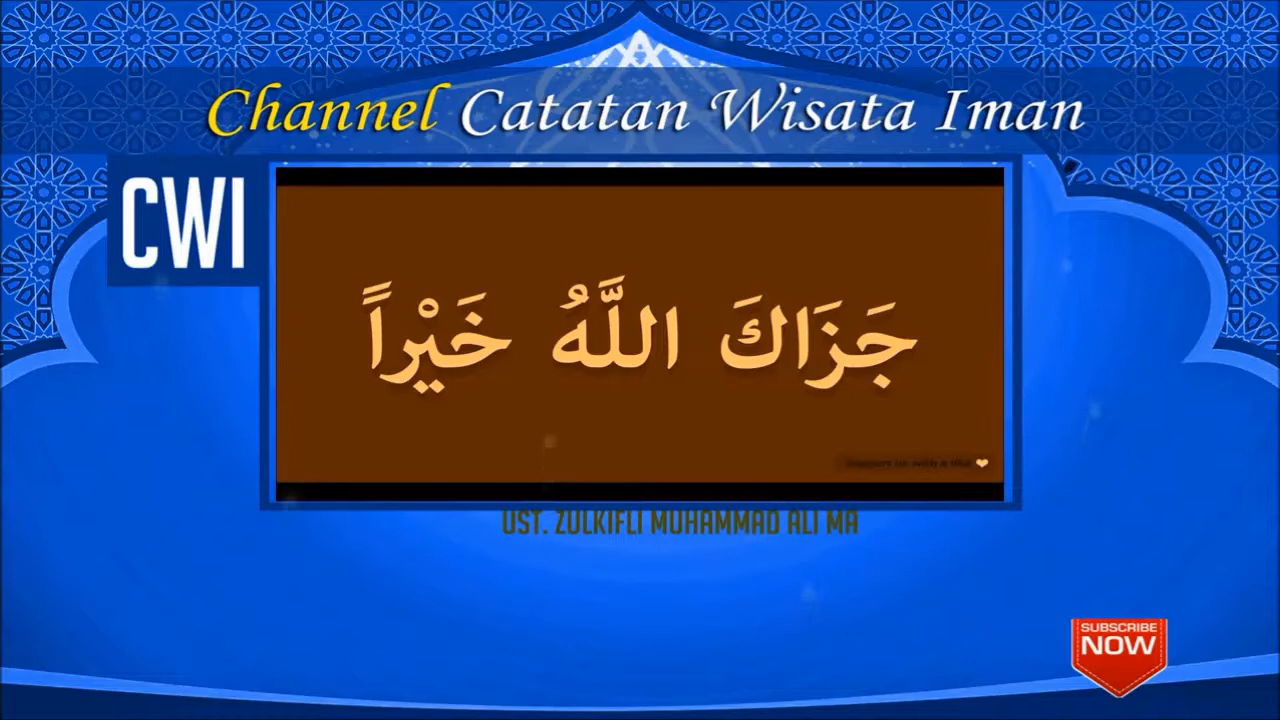 Channel Catatan Wisata Iman
CWI
جَزَاكَ اللَّهُ خَيْراً
UST. ZULKIFLI MUHAMMAD ALI MA
SUBSCRIBE
NOW